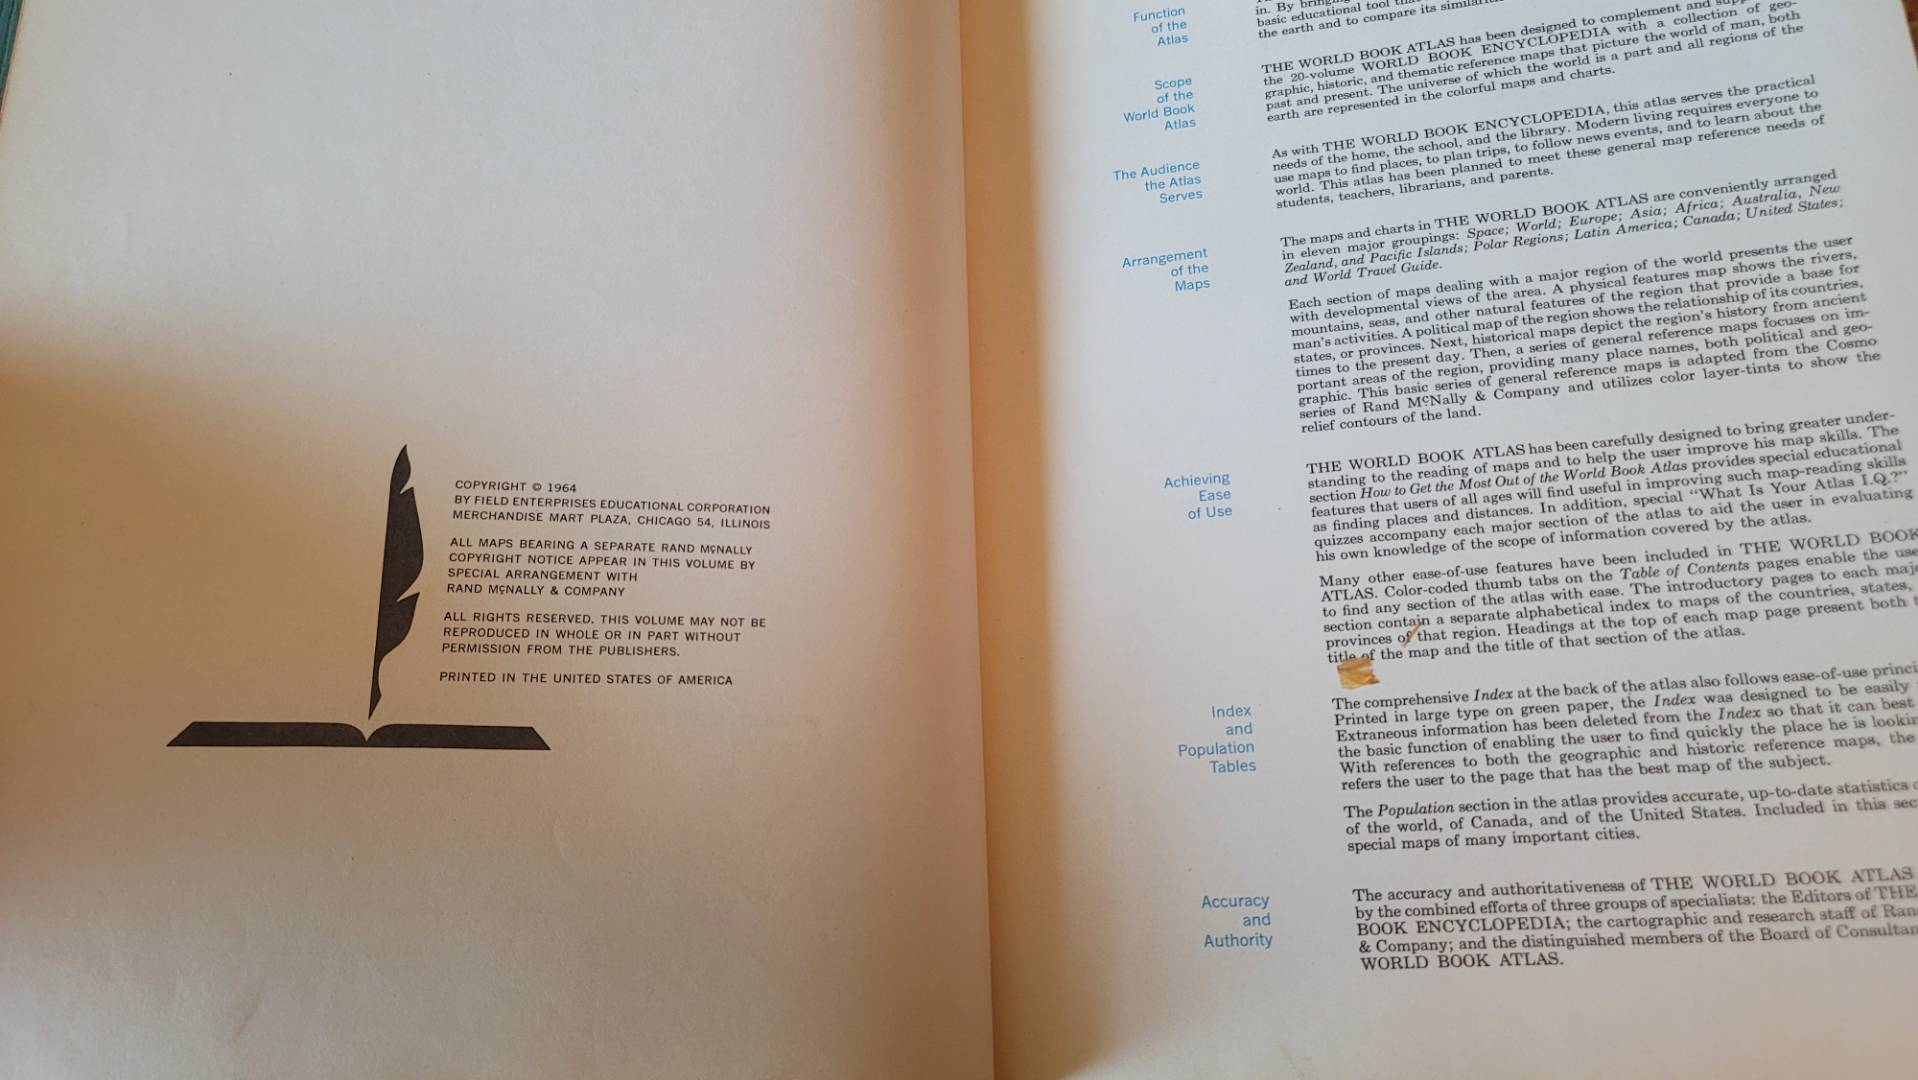 COPYRIGHT © 1964
BY FIELD ENTERPRISES EDUCATIONAL CORPORATION
MERCHANDISE MART PLAZA, CHICAGO 54, ILLINOIS
ALL MAPS BEARING A SEPARATE RAND MCNALLY
COPYRIGHT NOTICE APPEAR IN THIS VOLUME BY
SPECIAL ARRANGEMENT WITH
RAND MCNALLY & COMPANY
ALL RIGHTS RESERVED. THIS VOLUME MAY NOT BE
REPRODUCED IN WHOLE OR IN PART WITHOUT
PERMISSION FROM THE PUBLISHERS.
PRINTED IN THE UNITED STATES OF AMERICA
Function
of the
Atlas
in. By bringing
basic educational tool
the earth and to compare its
Scope
of the
World Book
Atlas
THE WORLD BOOK ATLAS has been designed to complement and
the 20-volume WORLD BOOK ENCYCLOPEDIA with a collection of geo-
graphic, historic, and thematic reference maps that picture the world of man, both
past and present. The universe of which the world is a part and all regions of the
earth are represented in the colorful maps and charts.
The Audience
the Atlas
Serves
As with THE WORLD BOOK ENCYCLOPEDIA, this atlas serves the practical
needs of the home, the school, and the library. Modern living requires everyone to
use maps to find places, to plan trips, to follow news events, and to learn about the
world. This atlas has been planned to meet these general map reference needs of
students, teachers, librarians, and parents.
Arrangement
of the
Maps
The maps and charts in THE WORLD BOOK ATLAS are conveniently arranged
in eleven major groupings: Space; World; Europe; Asia; Africa; Australia, New
Zealand, and Pacific Islands; Polar Regions; Latin America; Canada; United States;
and World Travel Guide.
Each section of maps dealing with a major region of the world presents the user
with developmental views of the area. A physical features map shows the rivers,
mountains, seas, and other natural features of the region that provide a base for
man's activities. A political map of the region shows the relationship of its countries,
states, or provinces. Next, historical maps depict the region's history from ancient
times to the present day. Then, a series of general reference maps focuses on im-
portant areas of the region, providing many place names, both political and geo-
graphic. This basic series of general reference maps is adapted from the Cosmo
series of Rand McNally & Company and utilizes color layer-tints to show the
relief contours of the land.
Achieving
Ease
of Use
THE WORLD BOOK ATLAS has been carefully designed to bring greater under-
standing to the reading of maps and to help the user improve his map skills. The
section How to Get the Most Out of the World Book Atlas provides special educational
features that users of all ages will find useful in improving such map-reading skills
as finding places and distances. In addition, special "What Is Your Atlas I.Q.?"
quizzes accompany each major section of the atlas to aid the user in evaluating
his own knowledge of the scope of information covered by the atlas.
Many other ease-of-use features have been included in THE WORLD BOOK
ATLAS. Color-coded thumb tabs on the Table of Contents pages enable the use
to find any section of the atlas with ease. The introductory pages to each maj
section contain a separate alphabetical index to maps of the countries, states,
provinces of that region. Headings at the top of each map page present both
title of the map and the title of that section of the atlas.
Index
and
Population
Tables
The comprehensive Index at the back of the atlas also follows ease-of-use princi
Printed in large type on green paper, the Index was designed to be easily
Extraneous information has been deleted from the Index so that it can best
the basic function of enabling the user to find quickly the place he is lookin
With references to both the geographic and historic reference maps, the
refers the user to the page that has the best map of the subject.
The Population section in the atlas provides accurate, up-to-date statistics
of the world, of Canada, and of the United States. Included in this sec
special maps of many important cities.
Accuracy
and
Authority
The accuracy and authoritativeness of THE WORLD BOOK ATLAS
by the combined efforts of three groups of specialists: the Editors of THE
BOOK ENCYCLOPEDIA; the cartographic and research staff of Ran
& Company; and the distinguished members of the Board of Consultan
WORLD BOOK ATLAS.